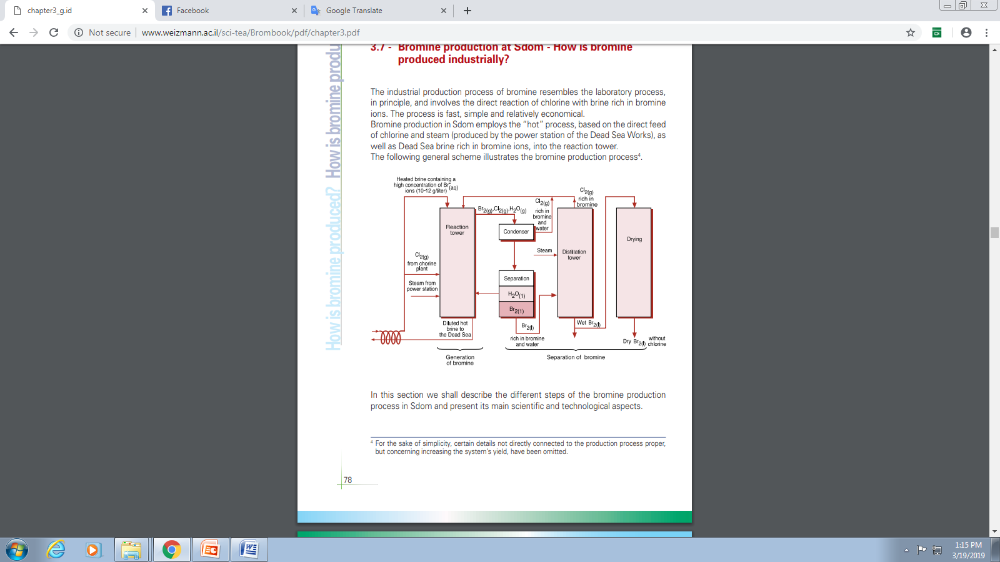 chapter3_g.id
Facebook
Google Translate
Not secure
www.weizmann.ac.il/sci-tea/Brombook/pdf/chapter3.pdf
How is bromine produced? How is bromine produ
3.7 - Bromine production at Sdom - How is bromine
produced industrially?
The industrial production process of bromine resembles the laboratory process,
in principle, and involves the direct reaction of chlorine with brine rich in bromine
ions. The process is fast, simple and relatively economical.
Bromine production in Sdom employs the “hot” process, based on the direct feed
of chlorine and steam (produced by the power station of the Dead Sea Works), as
well as Dead Sea brine rich in bromine ions, into the reaction tower.
The following general scheme illustrates the bromine production process⁴.
Heated brine containing a
high concentration of Br⁻(aq)
ions (10-12 g/liter)
Br2(g),Cl2(g),H2O(g)
Cl2(g)
rich in
bromine
and
water
Cl2(g)
rich in
bromine
Reaction
tower
Condenser
Drying
Steam
Distillation
tower
Cl2(g)
from chorine
plant
Steam from
power station
Separation
H2O(1)
Br2(1)
Diluted hot
brine to
the Dead Sea
Br2(l)
rich in bromine
and water
Wet Br2(l)
Dry Br2(l) without
chlorine
Generation
of bromine
Separation of bromine
In this section we shall describe the different steps of the bromine production
process in Sdom and present its main scientific and technological aspects.
4 For the sake of simplicity, certain details not directly connected to the production process proper,
but concerning increasing the system's yield, have been omitted.
78
1:15 PM
3/19/2019